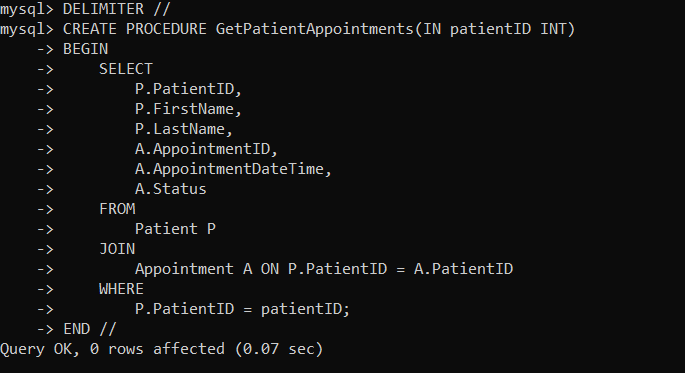 mysql> DELIMITER //
mysql> CREATE PROCEDURE GetPatientAppointments(IN patientID INT)
    -> BEGIN
    ->     SELECT
    ->         P.PatientID,
    ->         P.FirstName,
    ->         P.LastName,
    ->         A.AppointmentID,
    ->         A.AppointmentDateTime,
    ->         A.Status
    ->     FROM
    ->         Patient P
    ->     JOIN
    ->         Appointment A ON P.PatientID = A.PatientID
    ->     WHERE
    ->         P.PatientID = patientID;
    -> END //
Query OK, 0 rows affected (0.07 sec)